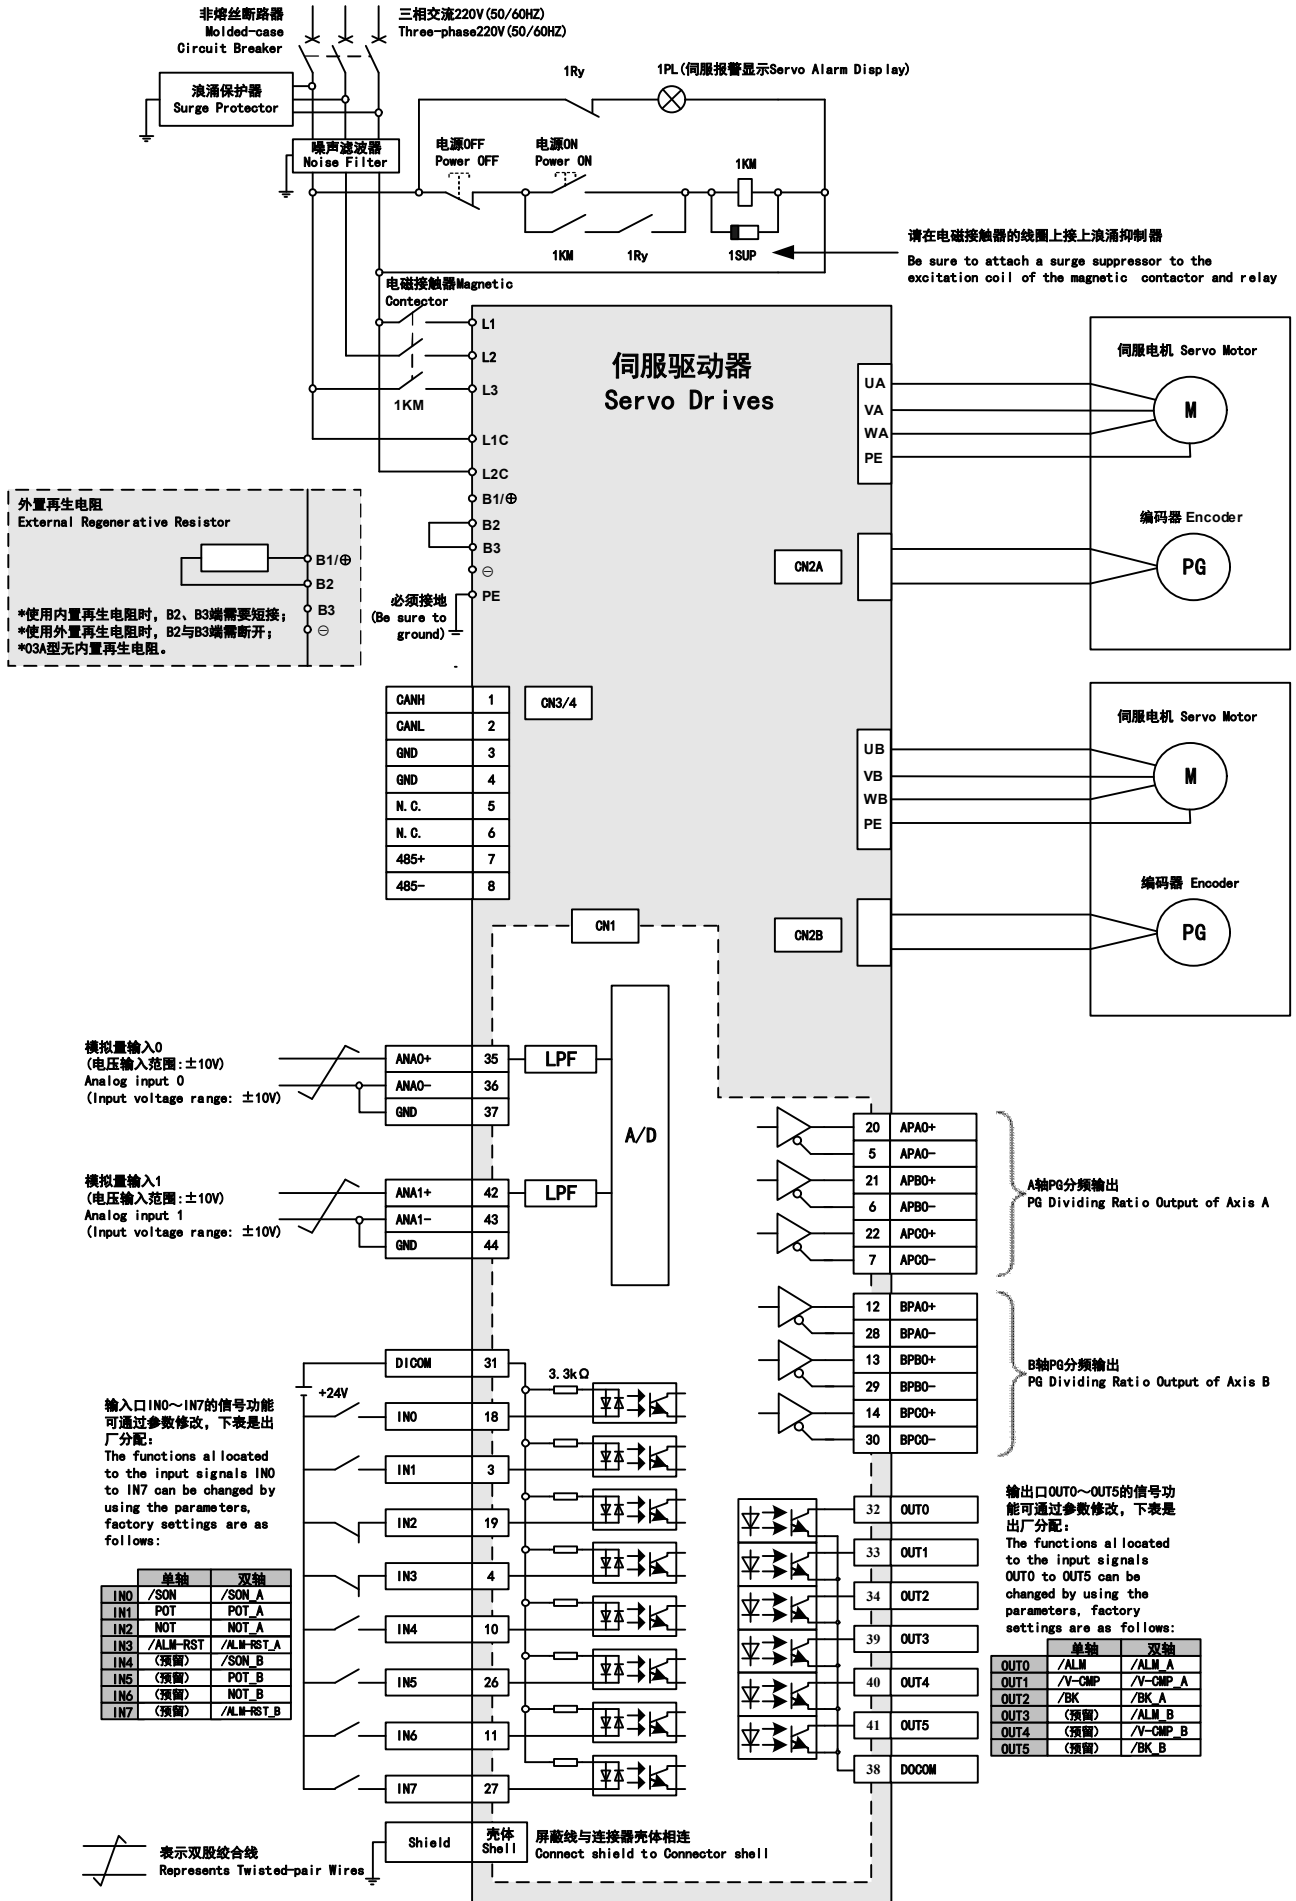 非熔丝断路器
Molded-case
Circuit Breaker
三相交流220V(50/60HZ)
Three-phase220V(50/60HZ)
浪涌保护器
Surge Protector
噪声滤波器
Noise Filter
1Ry
1PL(伺服报警显示Servo Alarm Display)
电源OFF
Power OFF
电源ON
Power ON
1KM
1KM
1Ry
1SUP
请在电磁接触器的线圈上接上浪涌抑制器
Be sure to attach a surge suppressor to the
excitation coil of the magnetic contactor and relay
电磁接触器Magnetic
Contector
1KM
L1
L2
L3
L1C
L2C
B1/⊕
B2
B3
⊖
PE
必须接地
(Be sure to
ground)
伺服驱动器
Servo Drives
外置再生电阻
External Regenerative Resistor
B1/⊕
B2
B3
⊖
*使用内置再生电阻时，B2、B3端需要短接；
*使用外置再生电阻时，B2与B3端需断开；
*03A型无内置再生电阻。
UA
VA
WA
PE
伺服电机 Servo Motor
M
编码器 Encoder
PG
CN2A
CANH 1
CANL 2
GND 3
GND 4
N.C. 5
N.C. 6
485+ 7
485- 8
CN3/4
UB
VB
WB
PE
伺服电机 Servo Motor
M
编码器 Encoder
PG
CN2B
CN1
模拟量输入0
(电压输入范围:±10V)
Analog input 0
(Input voltage range: ±10V)
ANA0+ 35
ANA0- 36
GND 37
LPF
A/D
模拟量输入1
(电压输入范围:±10V)
Analog input 1
(Input voltage range: ±10V)
ANA1+ 42
ANA1- 43
GND 44
LPF
20 APAO+
5 APAO-
21 APBO+
6 APBO-
22 APCO+
7 APCO-
A轴PG分频输出
PG Dividing Ratio Output of Axis A
12 BPAO+
28 BPAO-
13 BPBO+
29 BPBO-
14 BPCO+
30 BPCO-
B轴PG分频输出
PG Dividing Ratio Output of Axis B
DICOM 31
+24V
3.3kΩ
IN0 18
IN1 3
IN2 19
IN3 4
IN4 10
IN5 26
IN6 11
IN7 27
输入口IN0～IN7的信号功能
可通过参数修改，下表是出
厂分配：
The functions allocated
to the input signals IN0
to IN7 can be changed by
using the parameters,
factory settings are as
follows:
单轴 双轴
IN0 /SON /SON_A
IN1 POT POT_A
IN2 NOT NOT_A
IN3 /ALM-RST /ALM-RST_A
IN4 (预留) /SON_B
IN5 (预留) POT_B
IN6 (预留) NOT_B
IN7 (预留) /ALM-RST_B
32 OUT0
33 OUT1
34 OUT2
39 OUT3
40 OUT4
41 OUT5
38 DOCOM
输出口OUT0～OUT5的信号功
能可通过参数修改，下表是
出厂分配：
The functions allocated
to the input signals
OUT0 to OUT5 can be
changed by using the
parameters, factory
settings are as follows:
单轴 双轴
OUT0 /ALM /ALM_A
OUT1 /V-CMP /V-CMP_A
OUT2 /BK /BK_A
OUT3 (预留) /ALM_B
OUT4 (预留) /V-CMP_B
OUT5 (预留) /BK_B
Shield
壳体
Shell
屏蔽线与连接器壳体相连
Connect shield to Connector shell
表示双股绞合线
Represents Twisted-pair Wires